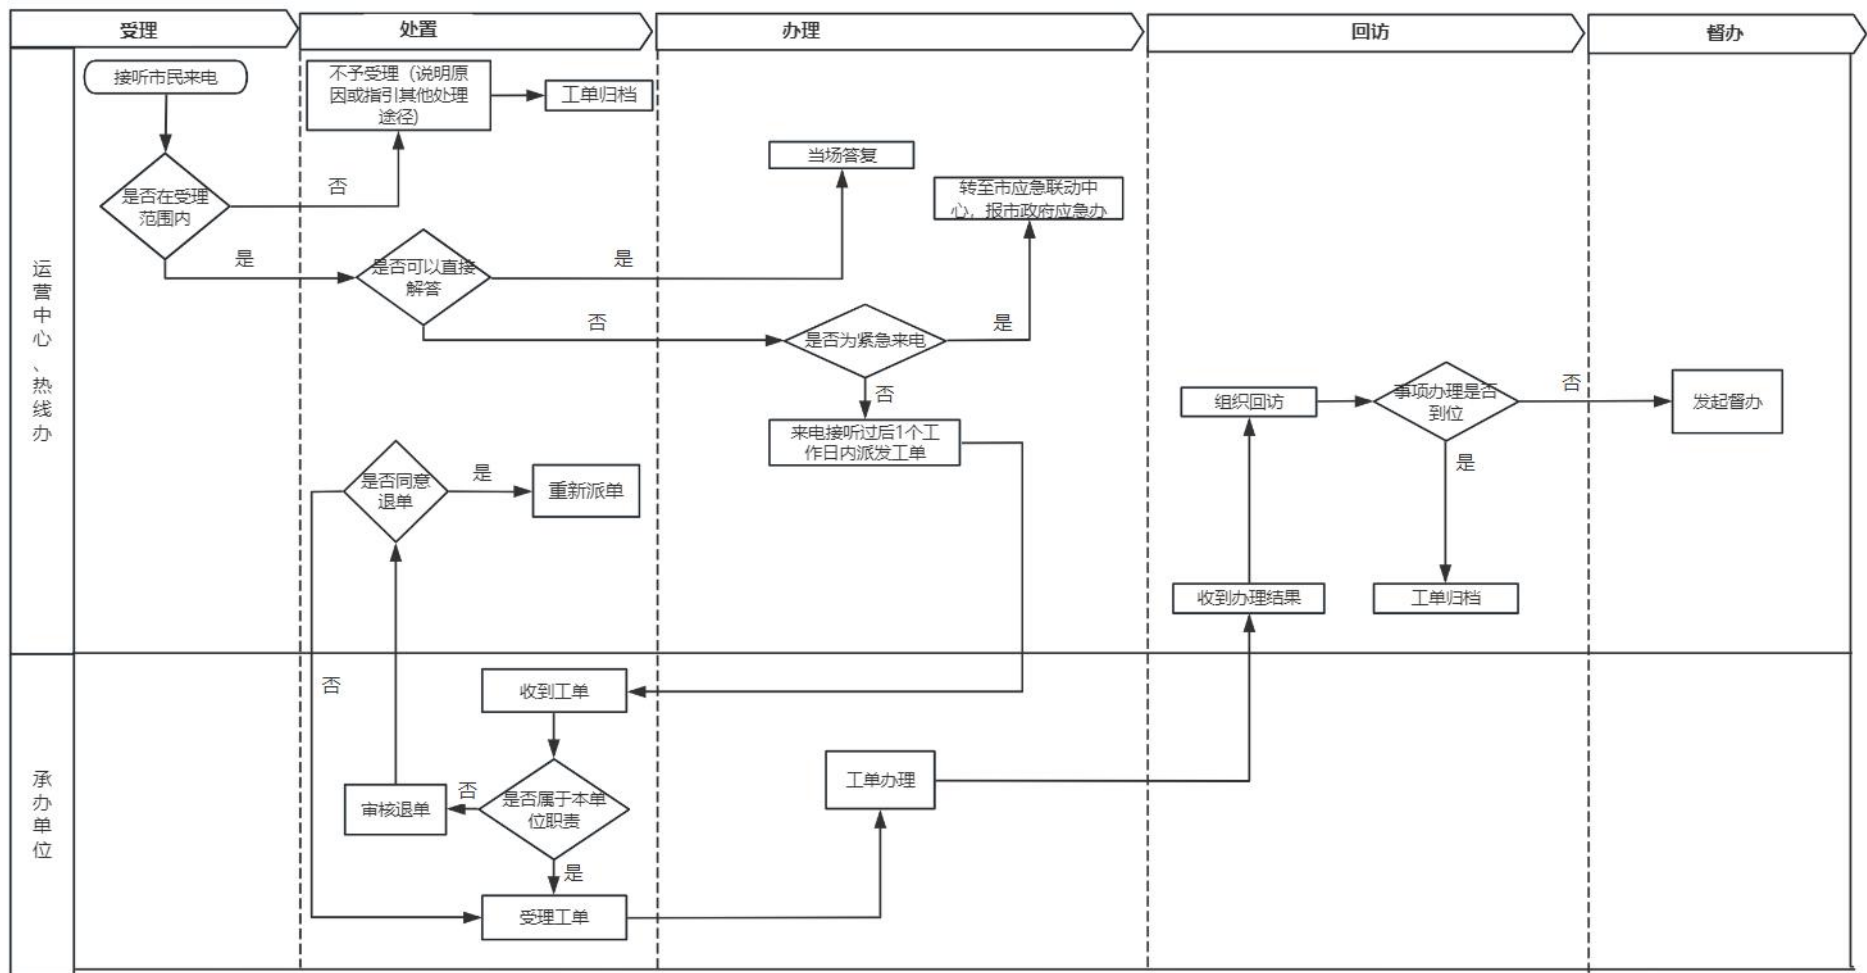 受理
处置
办理
回访
督办
运营中心、热线办
接听市民来电
是否在受理
范围内
否
是
不予受理（说明原
因或指引其他处理
途径）
工单归档
是否可以直接
解答
是
否
当场答复
转至市应急联动中
心，报市政府应急办
是否为紧急来电
是
否
来电接听过后1个工
作日内派发工单
是否同意
退单
是
重新派单
否
组织回访
事项办理是否
到位
否
是
发起督办
收到办理结果
工单归档
承办单位
收到工单
是否属于本单
位职责
否
审核退单
是
受理工单
工单办理